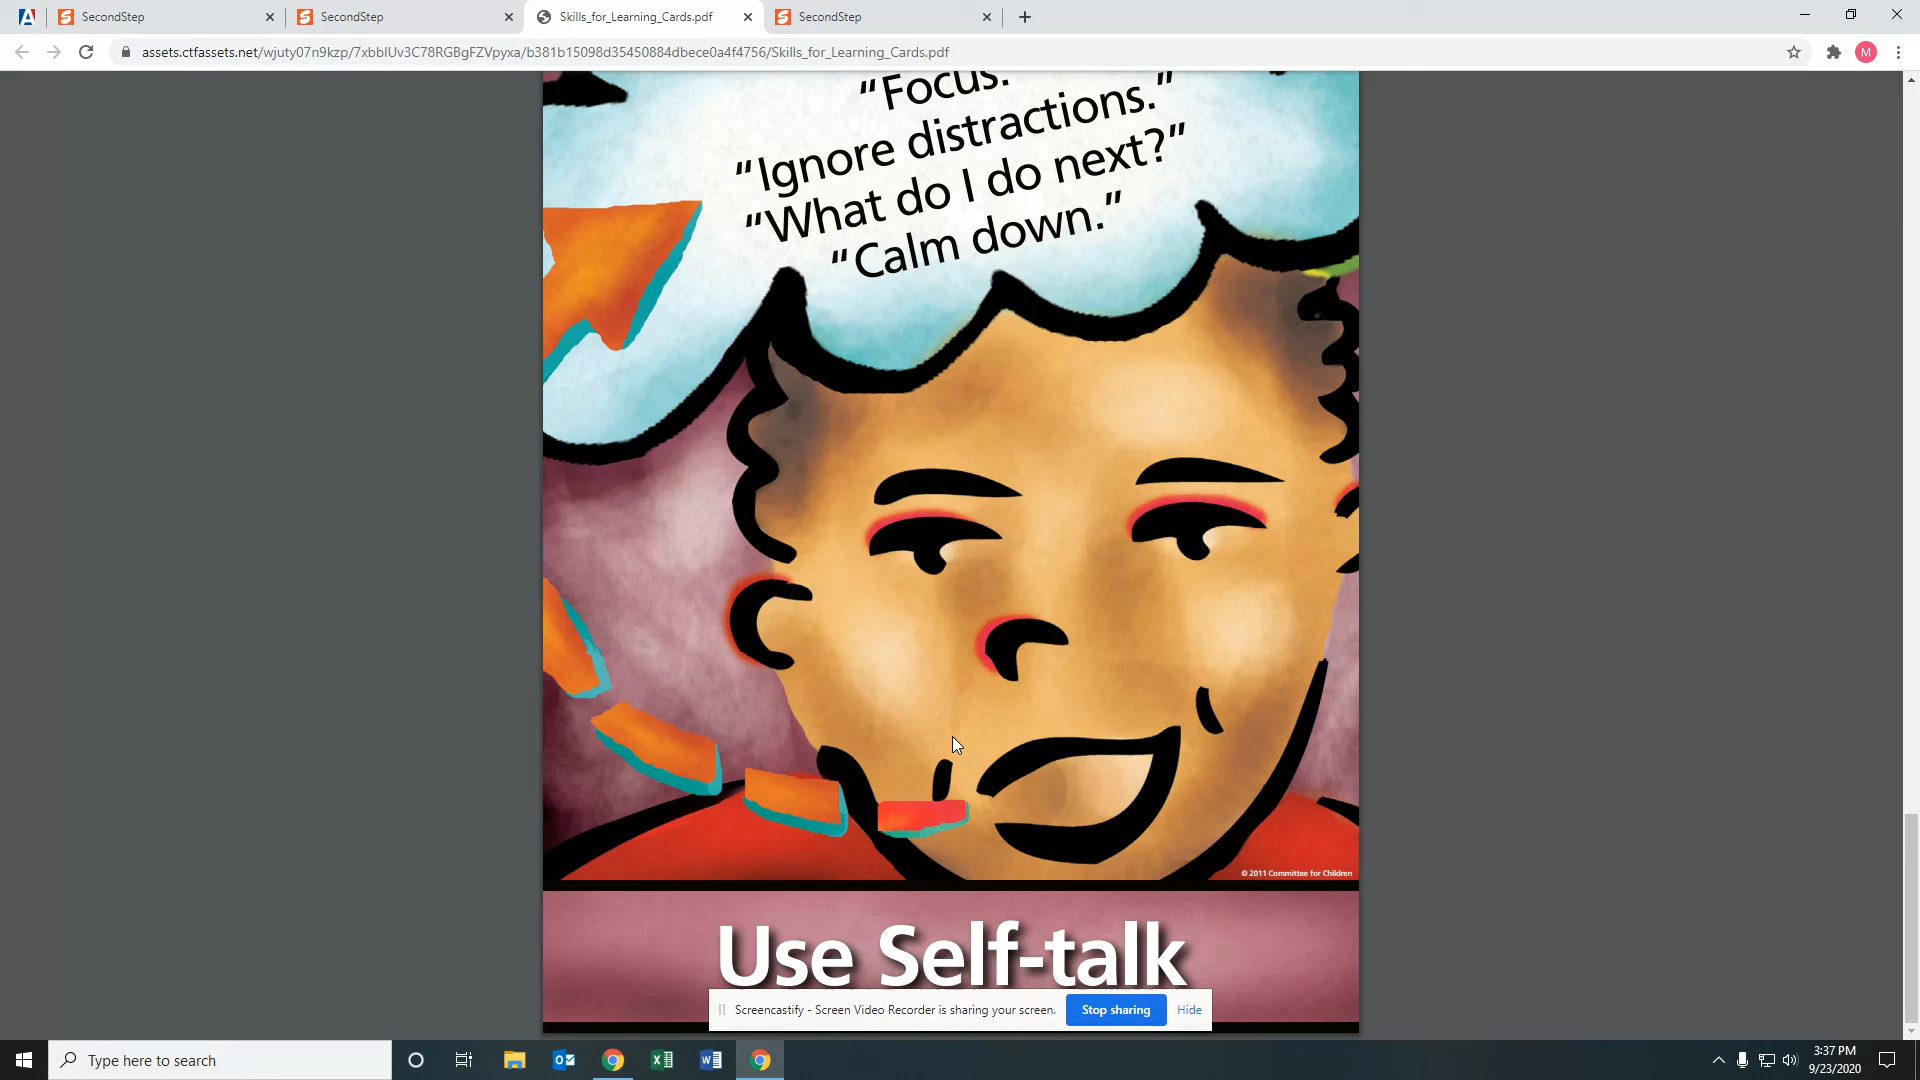 SecondStep
SecondStep
Skills_for_Learning_Cards.pdf
SecondStep
assets.ctfassets.net/wjuty07n9kzp/7xbblUv3C78RGBgFZVpyxa/b381b15098d35450884dbece0a4f4756/Skills_for_Learning_Cards.pdf
M
“Focus.”
“Ignore distractions.”
“What do I do next?”
“Calm down.”
© 2011 Committee for Children
Use Self-talk
Screencastify - Screen Video Recorder is sharing your screen.
Stop sharing
Hide
Type here to search
3:37 PM
9/23/2020